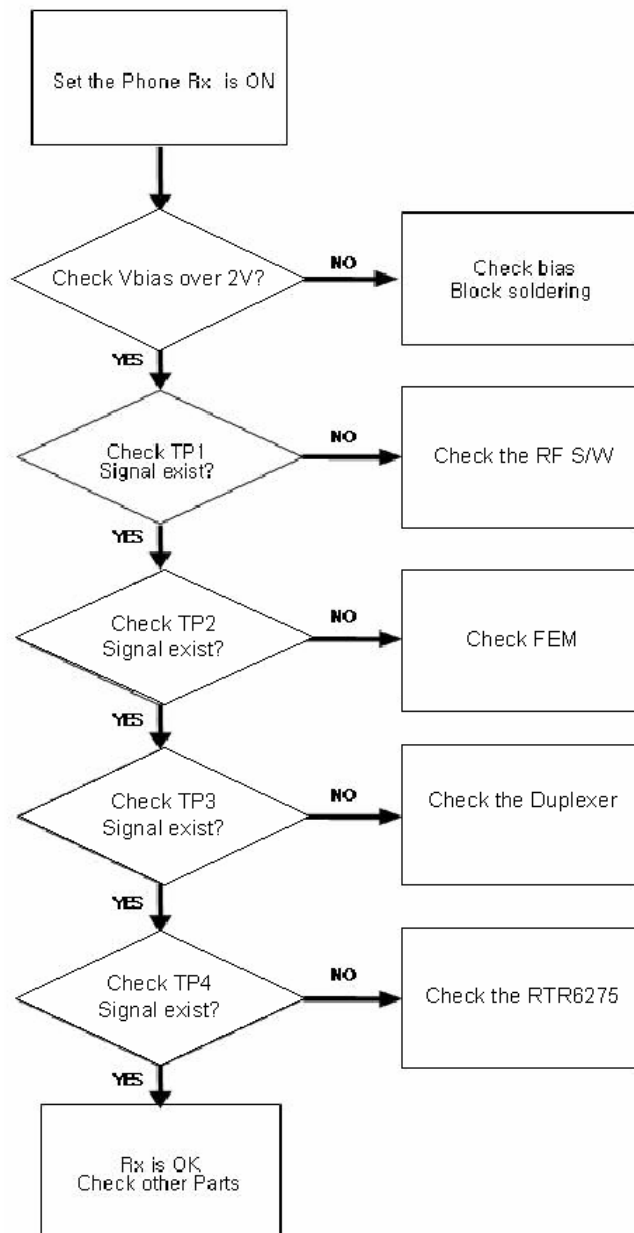 Set the Phone Rx is ON
Check Vbias over 2V?
NO
Check bias
Block soldering
YES
Check TP1
Signal exist?
NO
Check the RF S/W
YES
Check TP2
Signal exist?
NO
Check FEM
YES
Check TP3
Signal exist?
NO
Check the Duplexer
YES
Check TP4
Signal exist?
NO
Check the RTR6275
YES
Rx is OK
Check other Parts